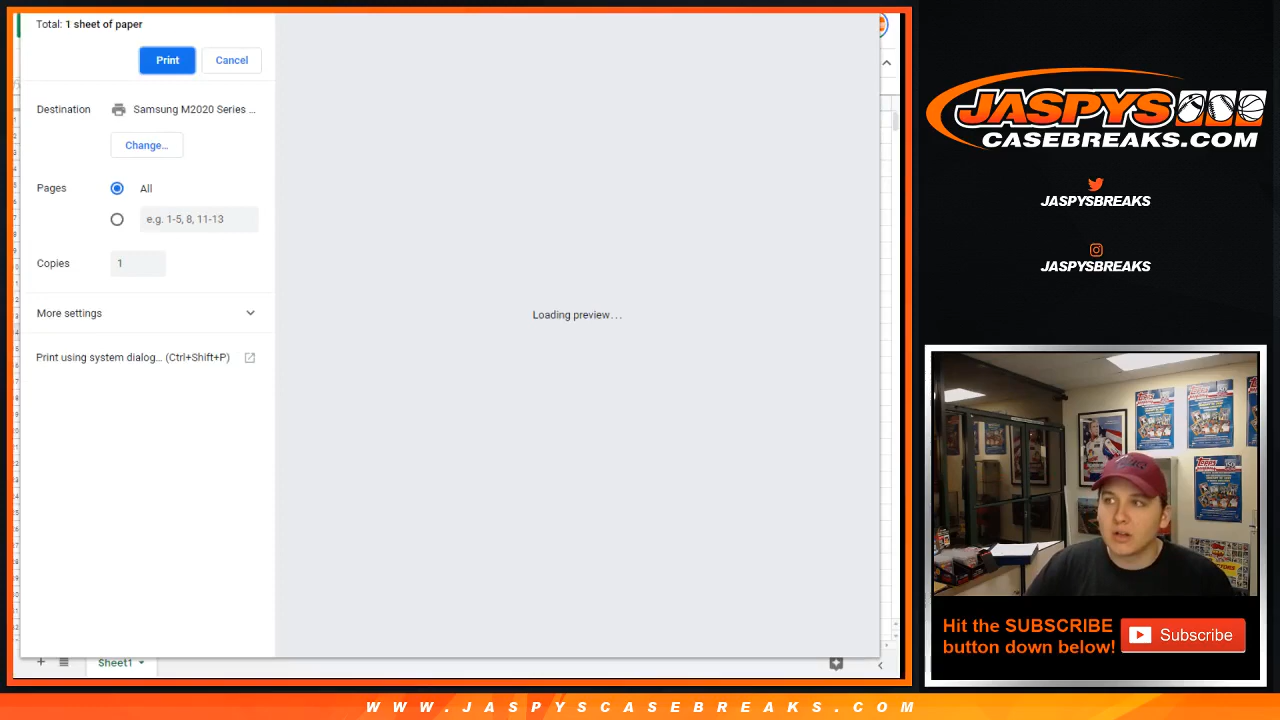 Total: 1 sheet of paper
Print
Cancel
Destination
Samsung M2020 Series ...
Change...
Pages
All
e.g. 1-5, 8, 11-13
Copies
1
More settings
Print using system dialog... (Ctrl+Shift+P)
Loading preview...
Sheet1
JASPYS
CASEBREAKS.COM
JASPYSBREAKS
JASPYSBREAKS
Topps
Hit the SUBSCRIBE
button down below!
Subscribe
WWW.JASPYSCASEBREAKS.COM